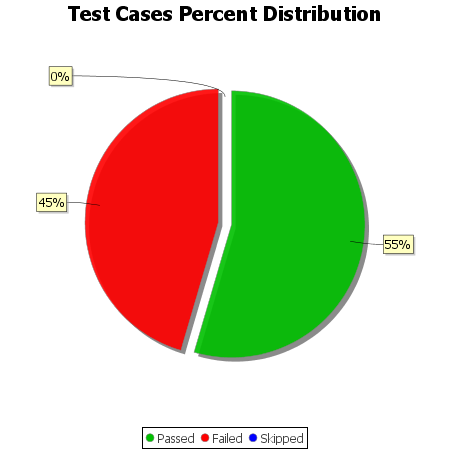 Test Cases Percent Distribution
0%
45%
55%
Passed Failed Skipped